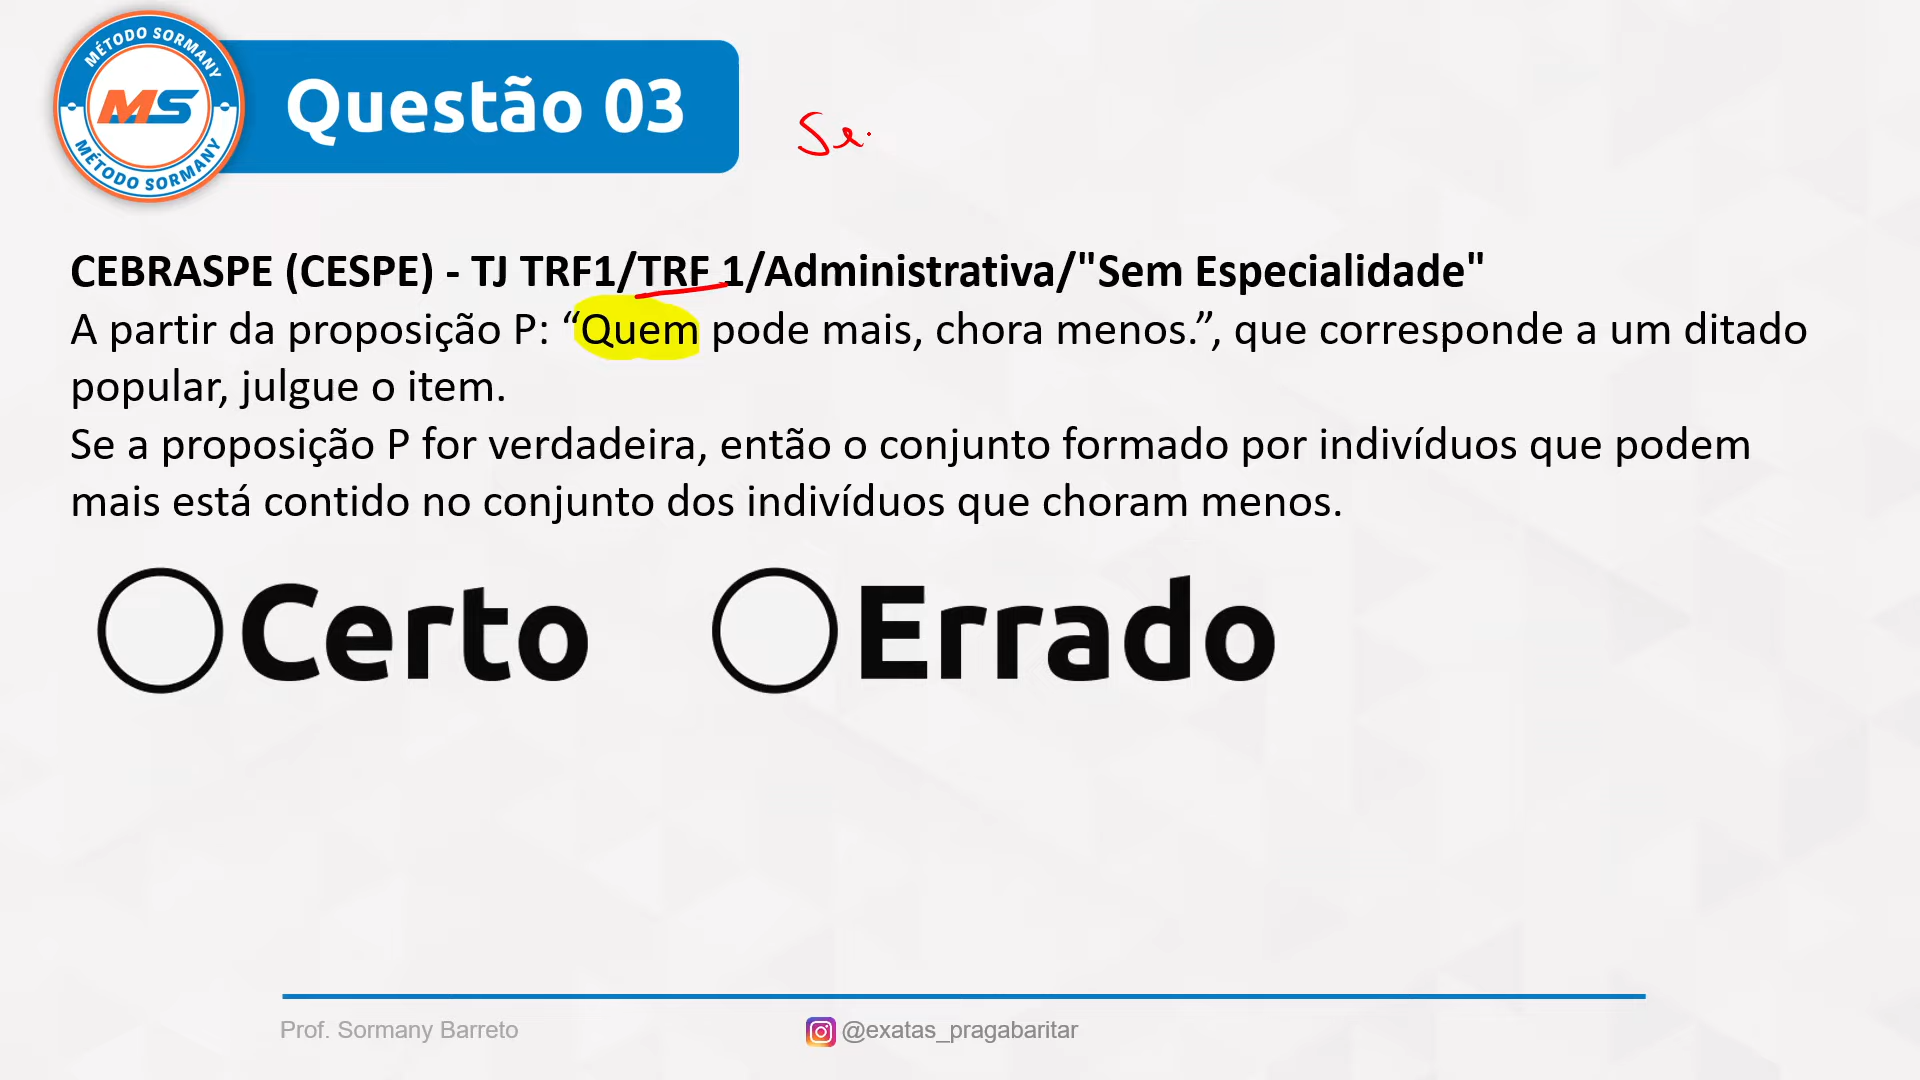 MÉTODO SORMANY
MS
MÉTODO SORMANY
Questão 03
Se.
CEBRASPE (CESPE) - TJ TRF1/TRF 1/Administrativa/"Sem Especialidade"
A partir da proposição P: “Quem pode mais, chora menos.”, que corresponde a um ditado
popular, julgue o item.
Se a proposição P for verdadeira, então o conjunto formado por indivíduos que podem
mais está contido no conjunto dos indivíduos que choram menos.
Certo Errado
Prof. Sormany Barreto @exatas_pragabaritar